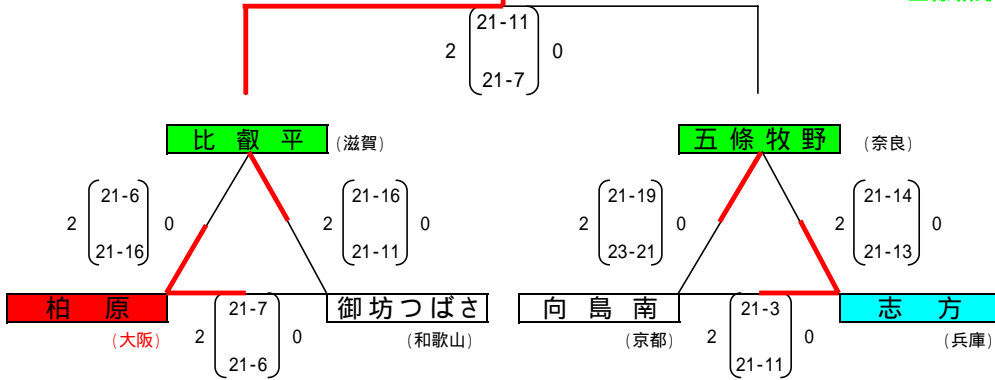 21-11
2 0
21-7
比叡平 (滋賀) 五條牧野 (奈良)
21-6 21-16 21-19 21-14
2 0 2 0 2 0 2 0
21-16 21-11 23-21 21-13
柏原 21-7 御坊つばさ 向島南 21-3 志方
(大阪) 2 0 (和歌山) (京都) 2 0 (兵庫)
21-6 21-11